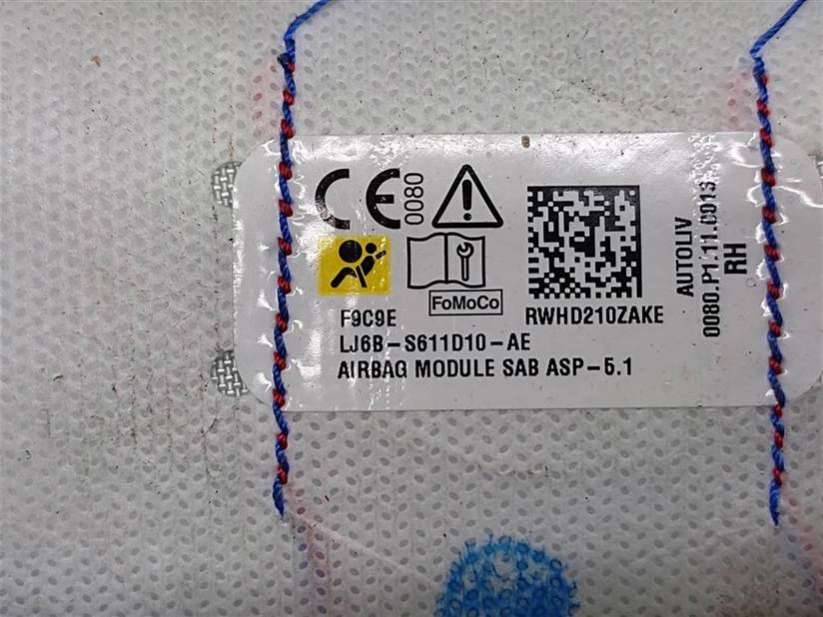 CE 0080
FoMoCo
F9C9E
RWHD210ZAKE
LJ6B-S611D10-AE
AIRBAG MODULE SAB ASP-5.1
AUTOLIV
0080.P1.11.0013
RH